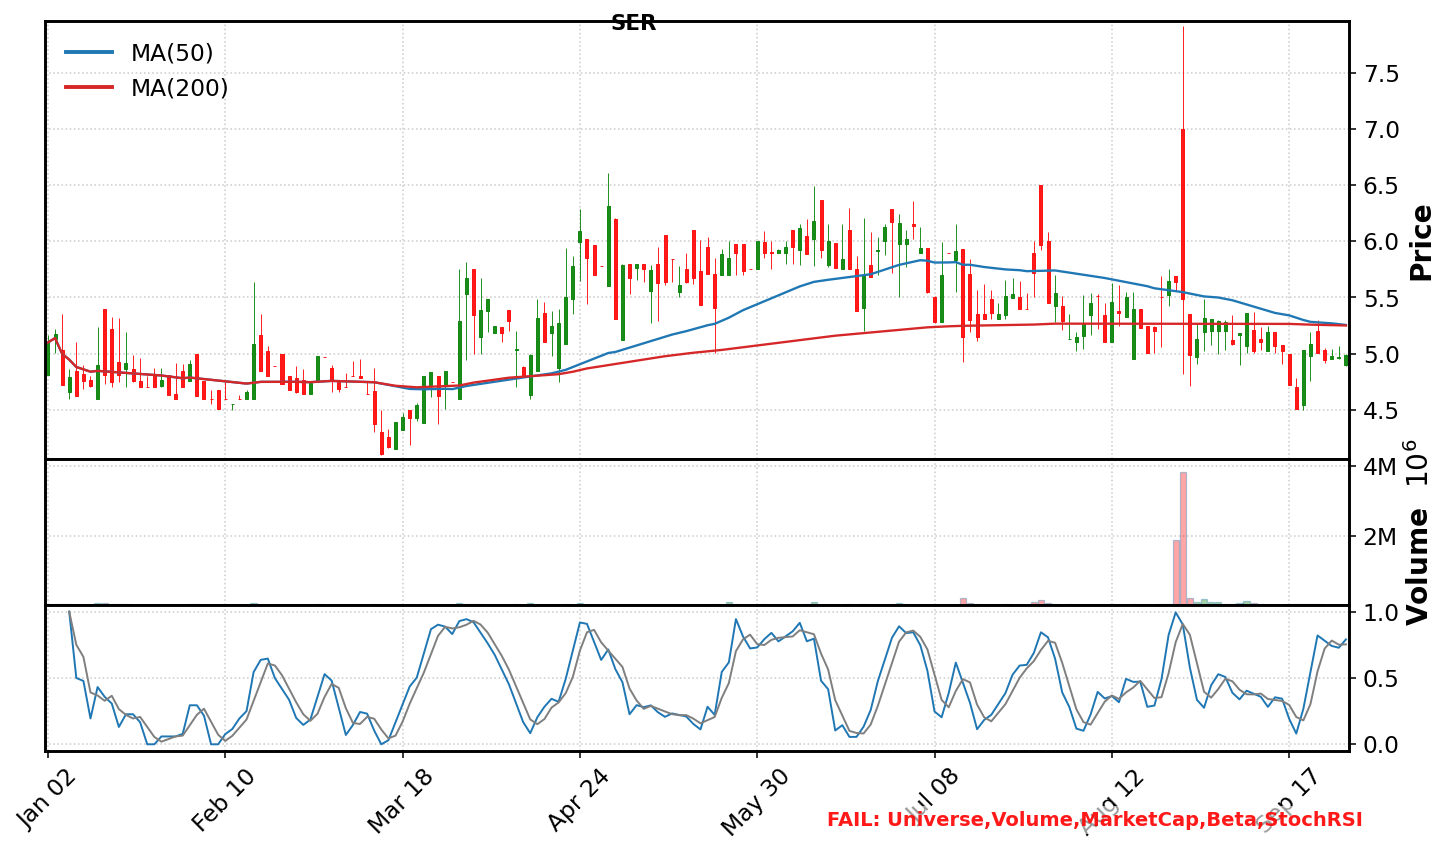 SER
MA(50)
MA(200)
7.5
7.0
6.5
6.0
5.5
5.0
4.5
Price
4M
2M
Volume 10^6
1.0
0.5
0.0
Jan 02
Feb 10
Mar 18
Apr 24
May 30
Jul 08
Aug 12
Sep 17
FAIL: Universe,Volume,MarketCap,Beta,StochRSI